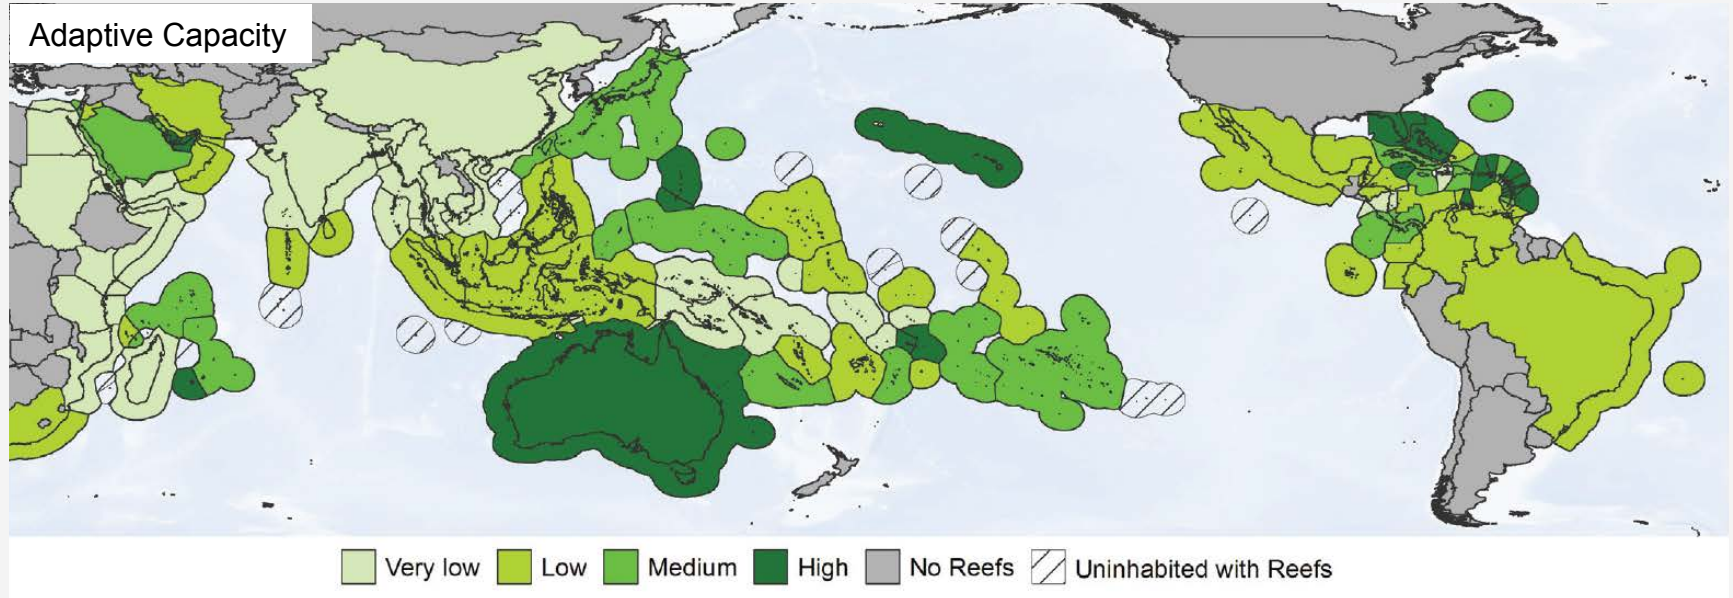 Adaptive Capacity
Very low Low Medium High No Reefs Uninhabited with Reefs